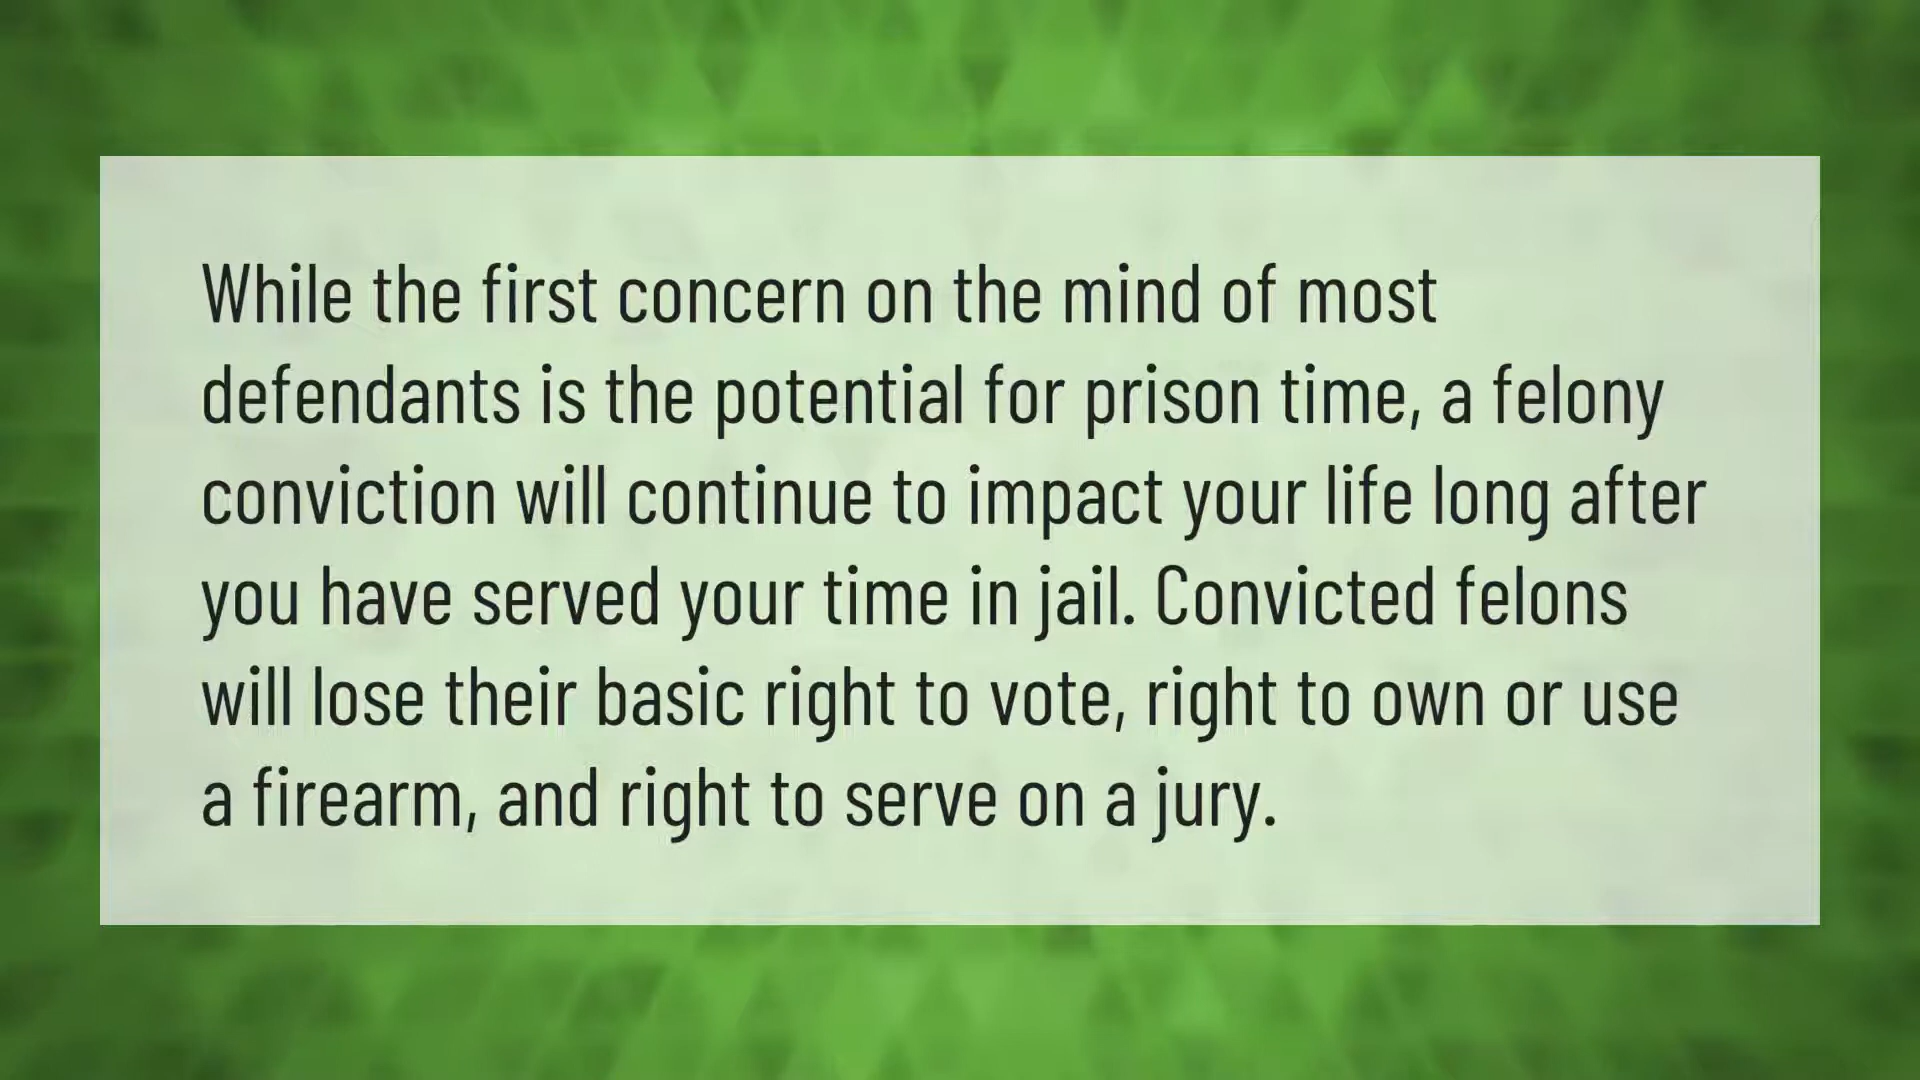 While the first concern on the mind of most
defendants is the potential for prison time, a felony
conviction will continue to impact your life long after
you have served your time in jail. Convicted felons
will lose their basic right to vote, right to own or use
a firearm, and right to serve on a jury.